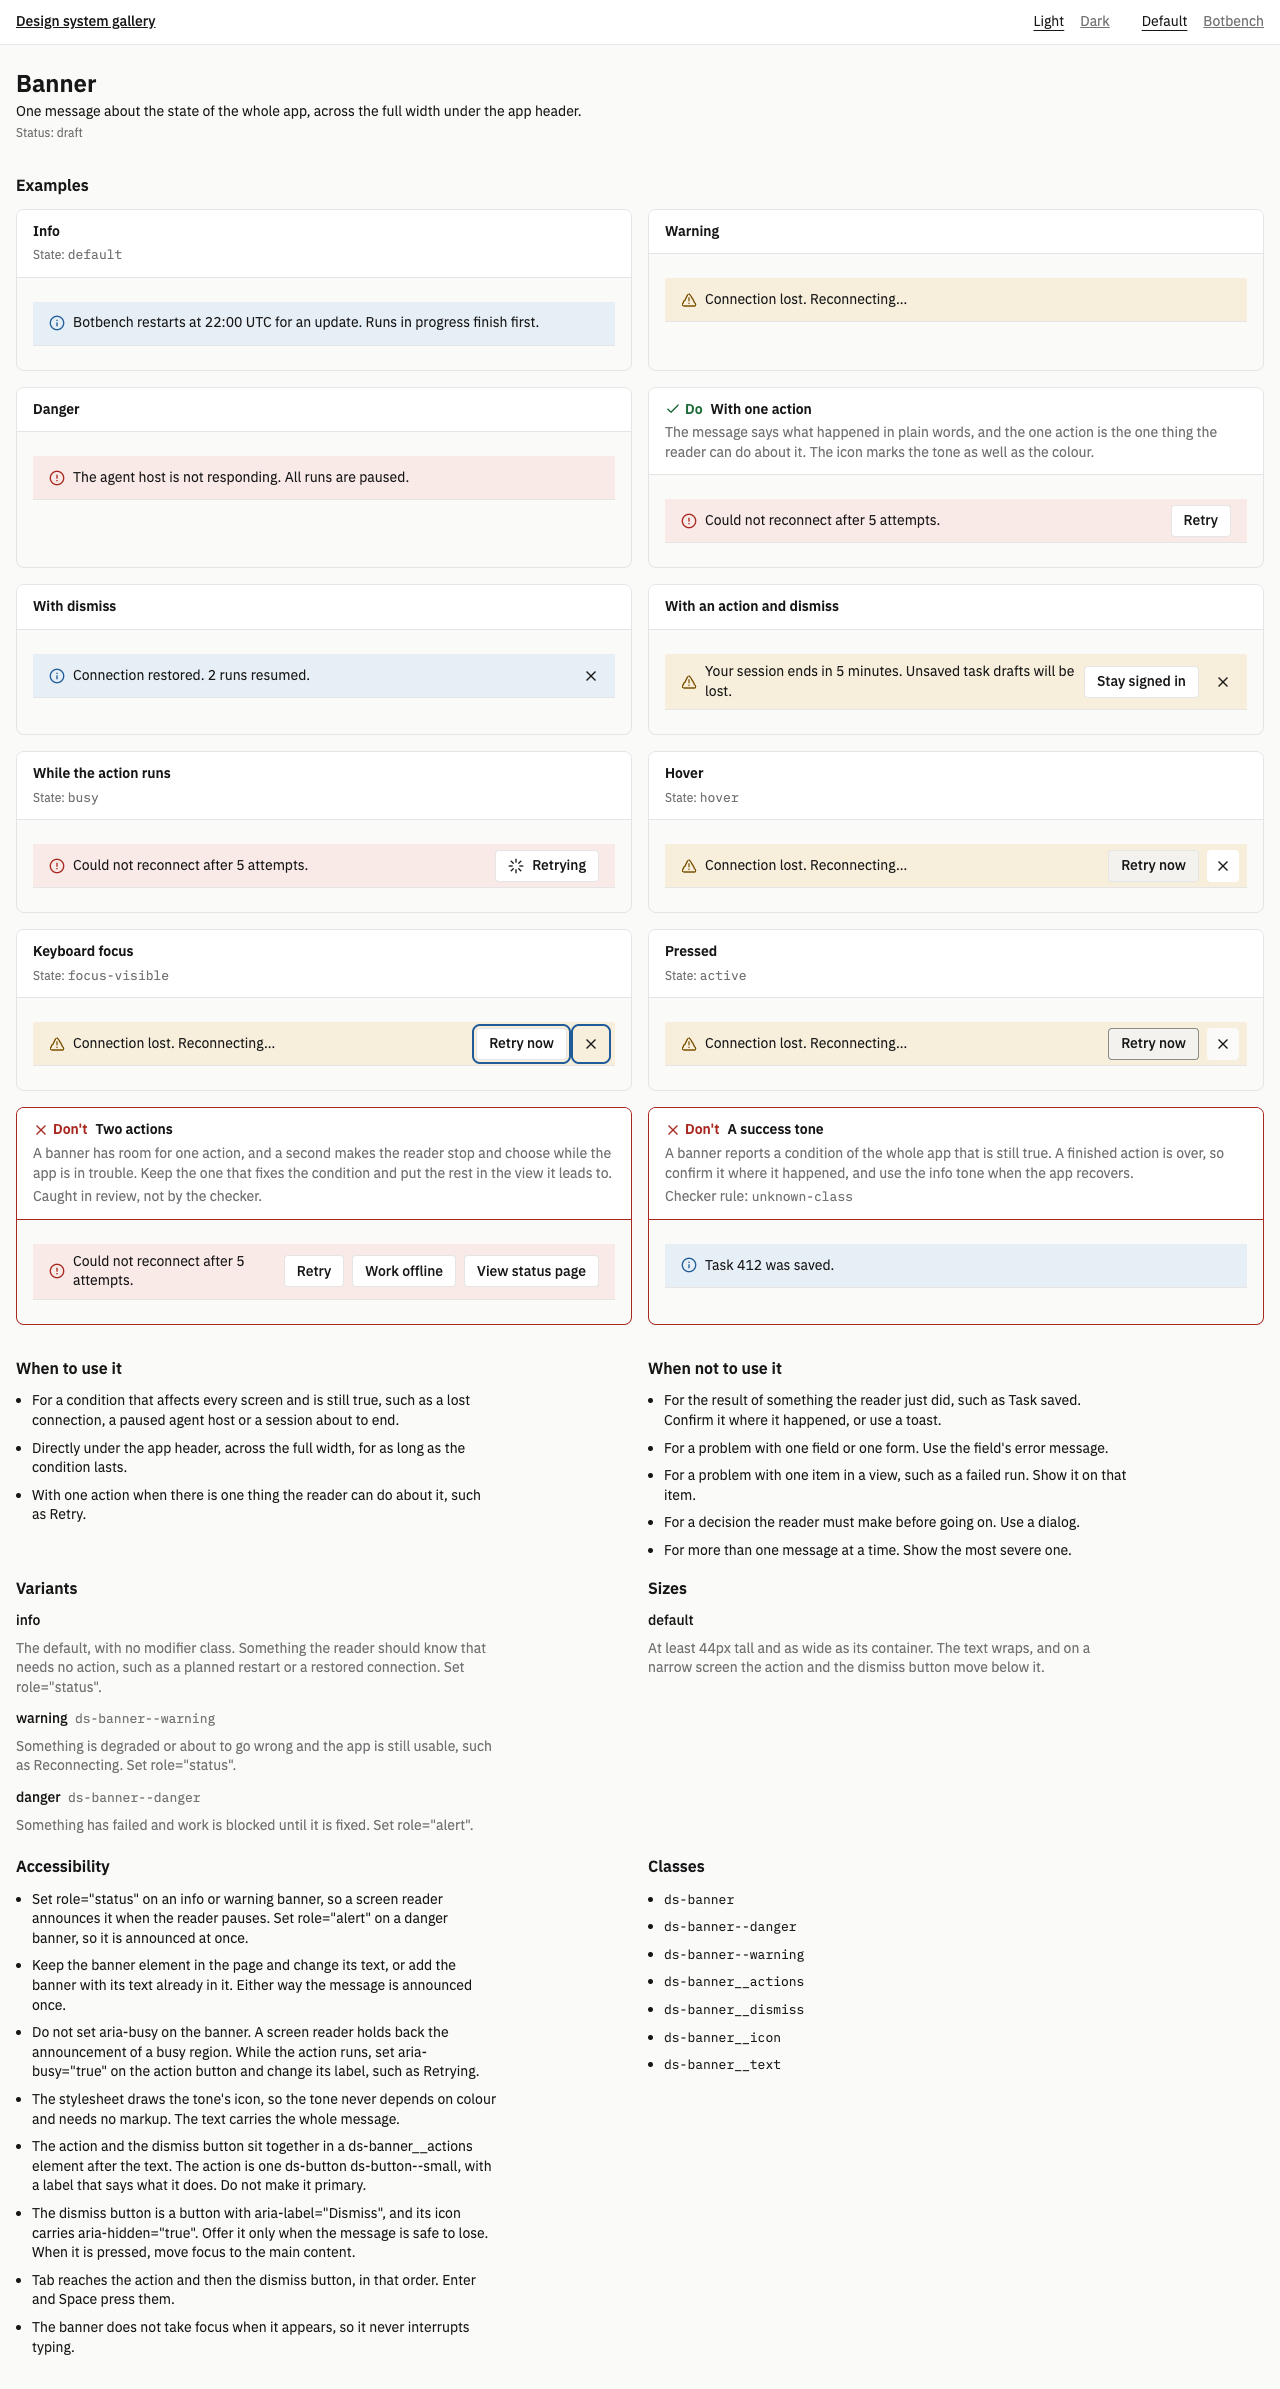 Design system gallery
Light Dark Default Botbench
Banner
One message about the state of the whole app, across the full width under the app header.
Status: draft
Examples
Info
State: default
Botbench restarts at 22:00 UTC for an update. Runs in progress finish first.
Warning
Connection lost. Reconnecting...
Danger
The agent host is not responding. All runs are paused.
Do With one action
The message says what happened in plain words, and the one action is the one thing the
reader can do about it. The icon marks the tone as well as the colour.
Could not reconnect after 5 attempts.
Retry
With dismiss
Connection restored. 2 runs resumed.
With an action and dismiss
Your session ends in 5 minutes. Unsaved task drafts will be
lost.
Stay signed in
While the action runs
State: busy
Could not reconnect after 5 attempts.
Retrying
Hover
State: hover
Connection lost. Reconnecting...
Retry now
Keyboard focus
State: focus-visible
Connection lost. Reconnecting...
Retry now
Pressed
State: active
Connection lost. Reconnecting...
Retry now
Don't Two actions
A banner has room for one action, and a second makes the reader stop and choose while the
app is in trouble. Keep the one that fixes the condition and put the rest in the view it leads to.
Caught in review, not by the checker.
Could not reconnect after 5
attempts.
Retry
Work offline
View status page
Don't A success tone
A banner reports a condition of the whole app that is still true. A finished action is over, so
confirm it where it happened, and use the info tone when the app recovers.
Checker rule: unknown-class
Task 412 was saved.
When to use it
For a condition that affects every screen and is still true, such as a lost
connection, a paused agent host or a session about to end.
Directly under the app header, across the full width, for as long as the
condition lasts.
With one action when there is one thing the reader can do about it, such
as Retry.
When not to use it
For the result of something the reader just did, such as Task saved.
Confirm it where it happened, or use a toast.
For a problem with one field or one form. Use the field's error message.
For a problem with one item in a view, such as a failed run. Show it on that
item.
For a decision the reader must make before going on. Use a dialog.
For more than one message at a time. Show the most severe one.
Variants
info
The default, with no modifier class. Something the reader should know that
needs no action, such as a planned restart or a restored connection. Set
role="status".
warning ds-banner--warning
Something is degraded or about to go wrong and the app is still usable, such
as Reconnecting. Set role="status".
danger ds-banner--danger
Something has failed and work is blocked until it is fixed. Set role="alert".
Sizes
default
At least 44px tall and as wide as its container. The text wraps, and on a
narrow screen the action and the dismiss button move below it.
Accessibility
Set role="status" on an info or warning banner, so a screen reader
announces it when the reader pauses. Set role="alert" on a danger
banner, so it is announced at once.
Keep the banner element in the page and change its text, or add the
banner with its text already in it. Either way the message is announced
once.
Do not set aria-busy on the banner. A screen reader holds back the
announcement of a busy region. While the action runs, set aria-
busy="true" on the action button and change its label, such as Retrying.
The stylesheet draws the tone's icon, so the tone never depends on colour
and needs no markup. The text carries the whole message.
The action and the dismiss button sit together in a ds-banner__actions
element after the text. The action is one ds-button ds-button--small, with
a label that says what it does. Do not make it primary.
The dismiss button is a button with aria-label="Dismiss", and its icon
carries aria-hidden="true". Offer it only when the message is safe to lose.
When it is pressed, move focus to the main content.
Tab reaches the action and then the dismiss button, in that order. Enter
and Space press them.
The banner does not take focus when it appears, so it never interrupts
typing.
Classes
ds-banner
ds-banner--danger
ds-banner--warning
ds-banner__actions
ds-banner__dismiss
ds-banner__icon
ds-banner__text